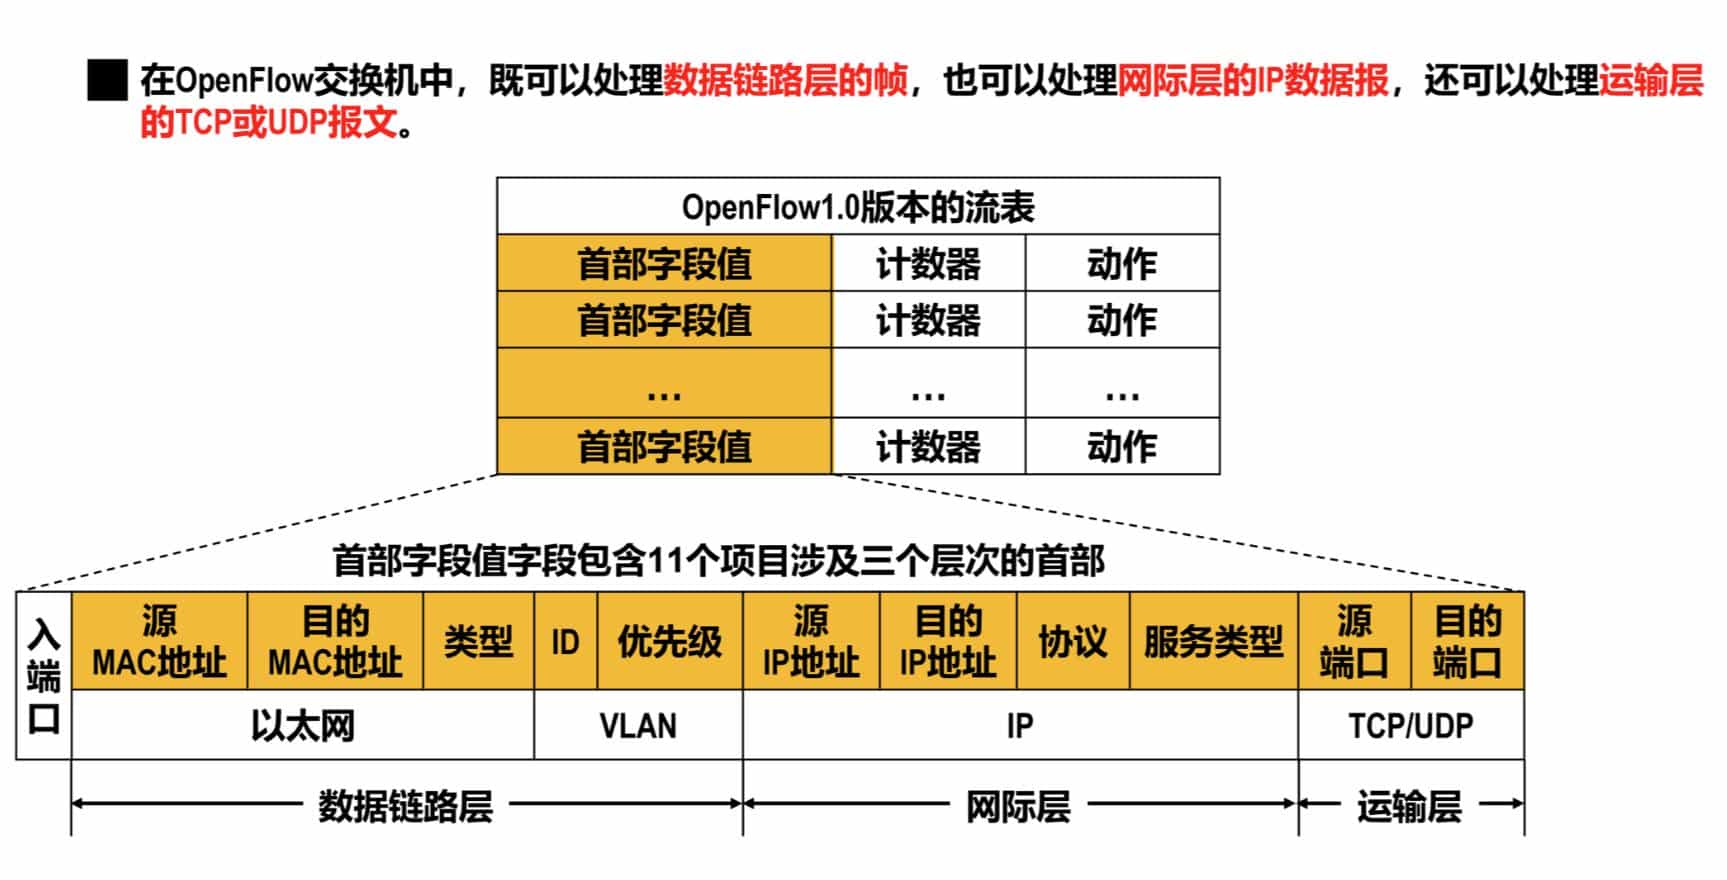 在OpenFlow交换机中，既可以处理数据链路层的帧，也可以处理网际层的IP数据报，还可以处理运输层
的TCP或UDP报文。
OpenFlow1.0版本的流表
首部字段值 计数器 动作
首部字段值 计数器 动作
... ... ...
首部字段值 计数器 动作
首部字段值字段包含11个项目涉及三个层次的首部
入端口
源MAC地址 目的MAC地址 类型 ID 优先级 源IP地址 目的IP地址 协议 服务类型 源端口 目的端口
以太网 VLAN IP TCP/UDP
数据链路层 网际层 运输层